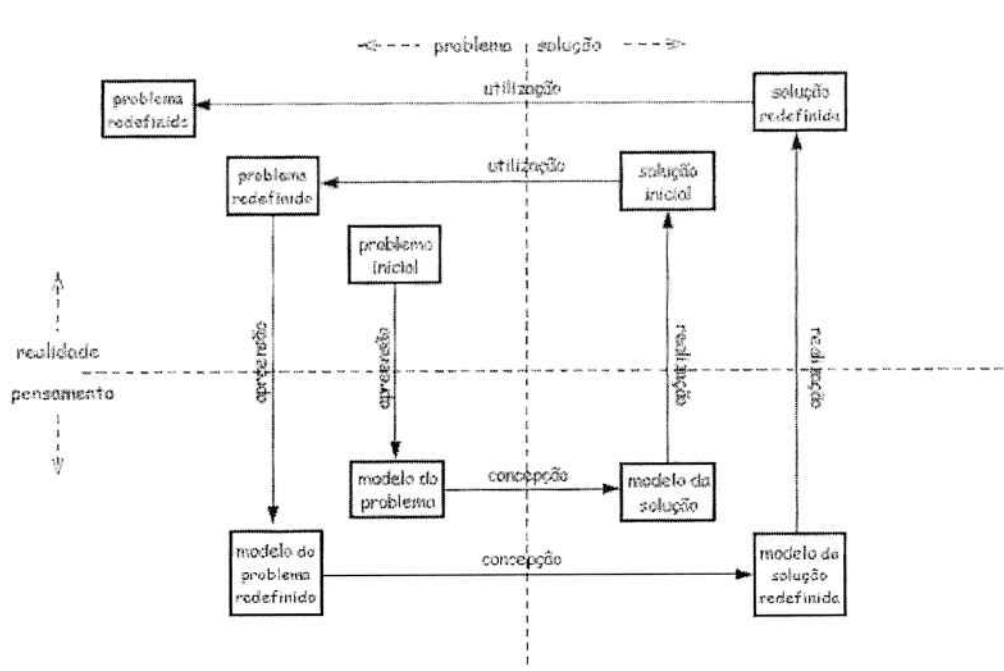 problema
solução
problema
redefinido
utilização
solução
redefinida
problema
redefinido
utilização
solução
inicial
problema
inicial
realidade
pensamento
apreensão
apreensão
realização
realização
modelo do
problema
concepção
modelo da
solução
modelo do
problema
redefinido
concepção
modelo da
solução
redefinida